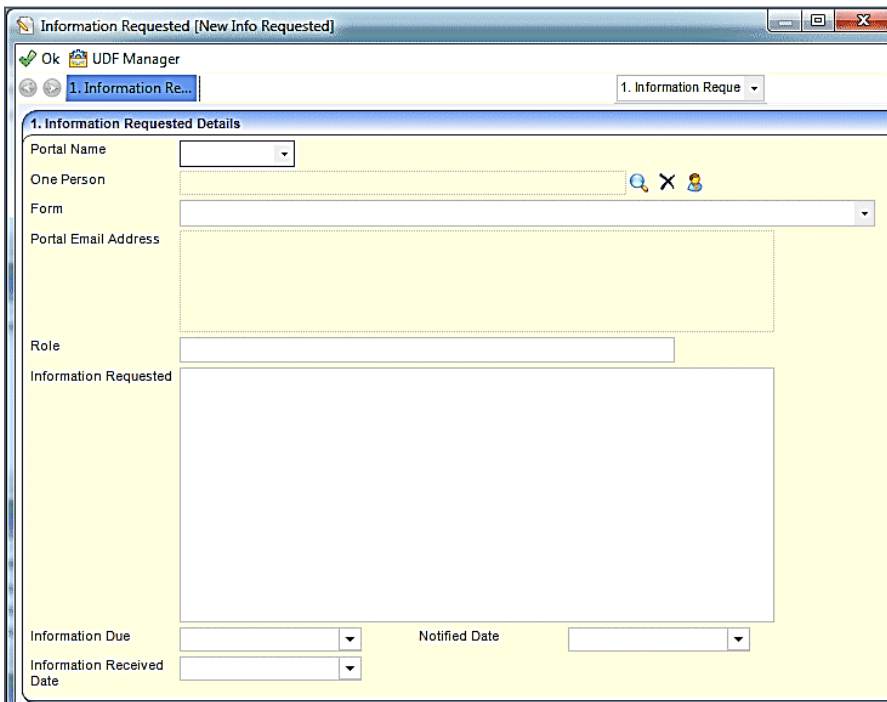 Information Requested [New Info Requested]
Ok UDF Manager
1. Information Re... 1. Information Reque
1. Information Requested Details
Portal Name
One Person
Form
Portal Email Address
Role
Information Requested
Information Due Notified Date
Information Received
Date